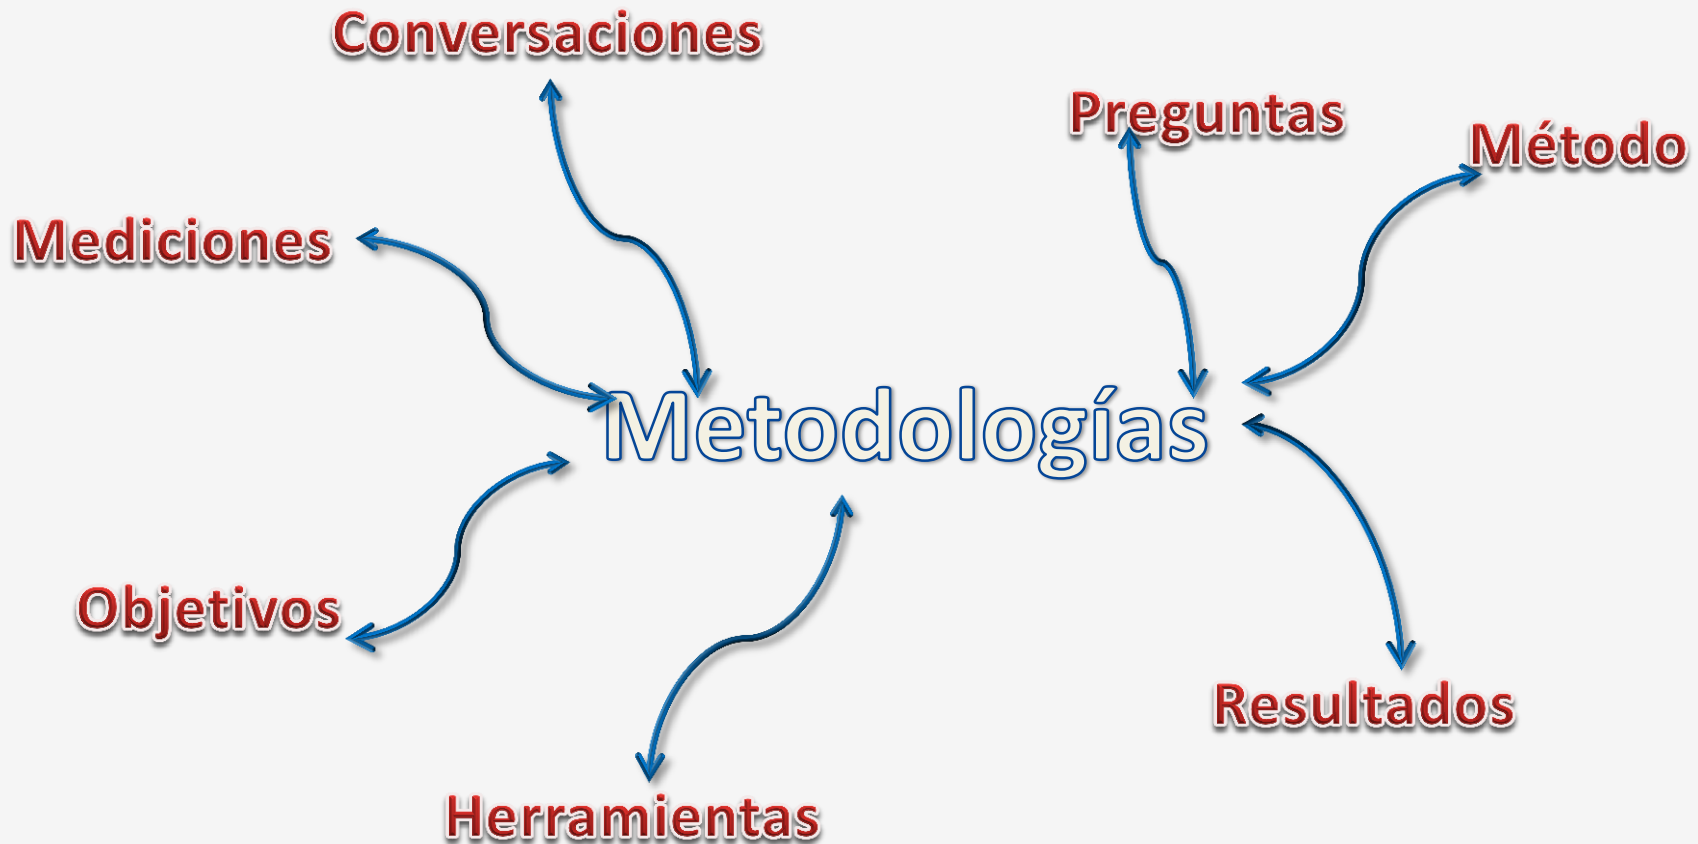 Conversaciones
Preguntas
Método
Mediciones
Metodologías
Objetivos
Resultados
Herramientas